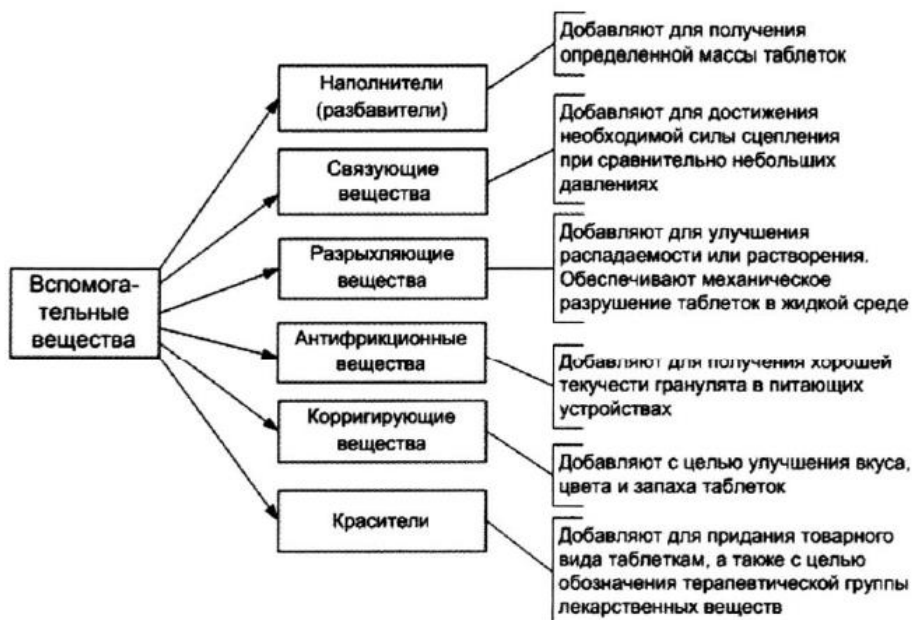 Вспомога-
тельные
вещества
Наполнители
(разбавители)
Добавляют для получения
определенной массы таблеток
Связующие
вещества
Добавляют для достижения
необходимой силы сцепления
при сравнительно небольших
давлениях
Разрыхляющие
вещества
Добавляют для улучшения
распадаемости или растворения.
Обеспечивают механическое
разрушение таблеток в жидкой среде
Антифрикционные
вещества
Добавляют для получения хорошей
текучести гранулята в питающих
устройствах
Корригирующие
вещества
Добавляют с целью улучшения вкуса,
цвета и запаха таблеток
Красители
Добавляют для придания товарного
вида таблеткам, а также с целью
обозначения терапевтической группы
лекарственных веществ